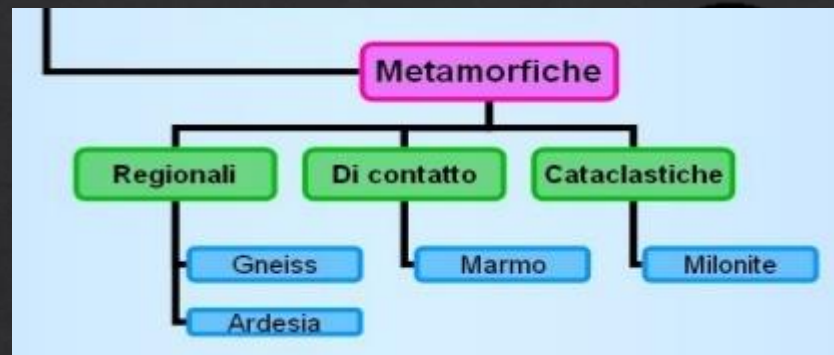 Metamorfiche
Regionali
Di contatto
Cataclastiche
Gneiss
Marmo
Milonite
Ardesia